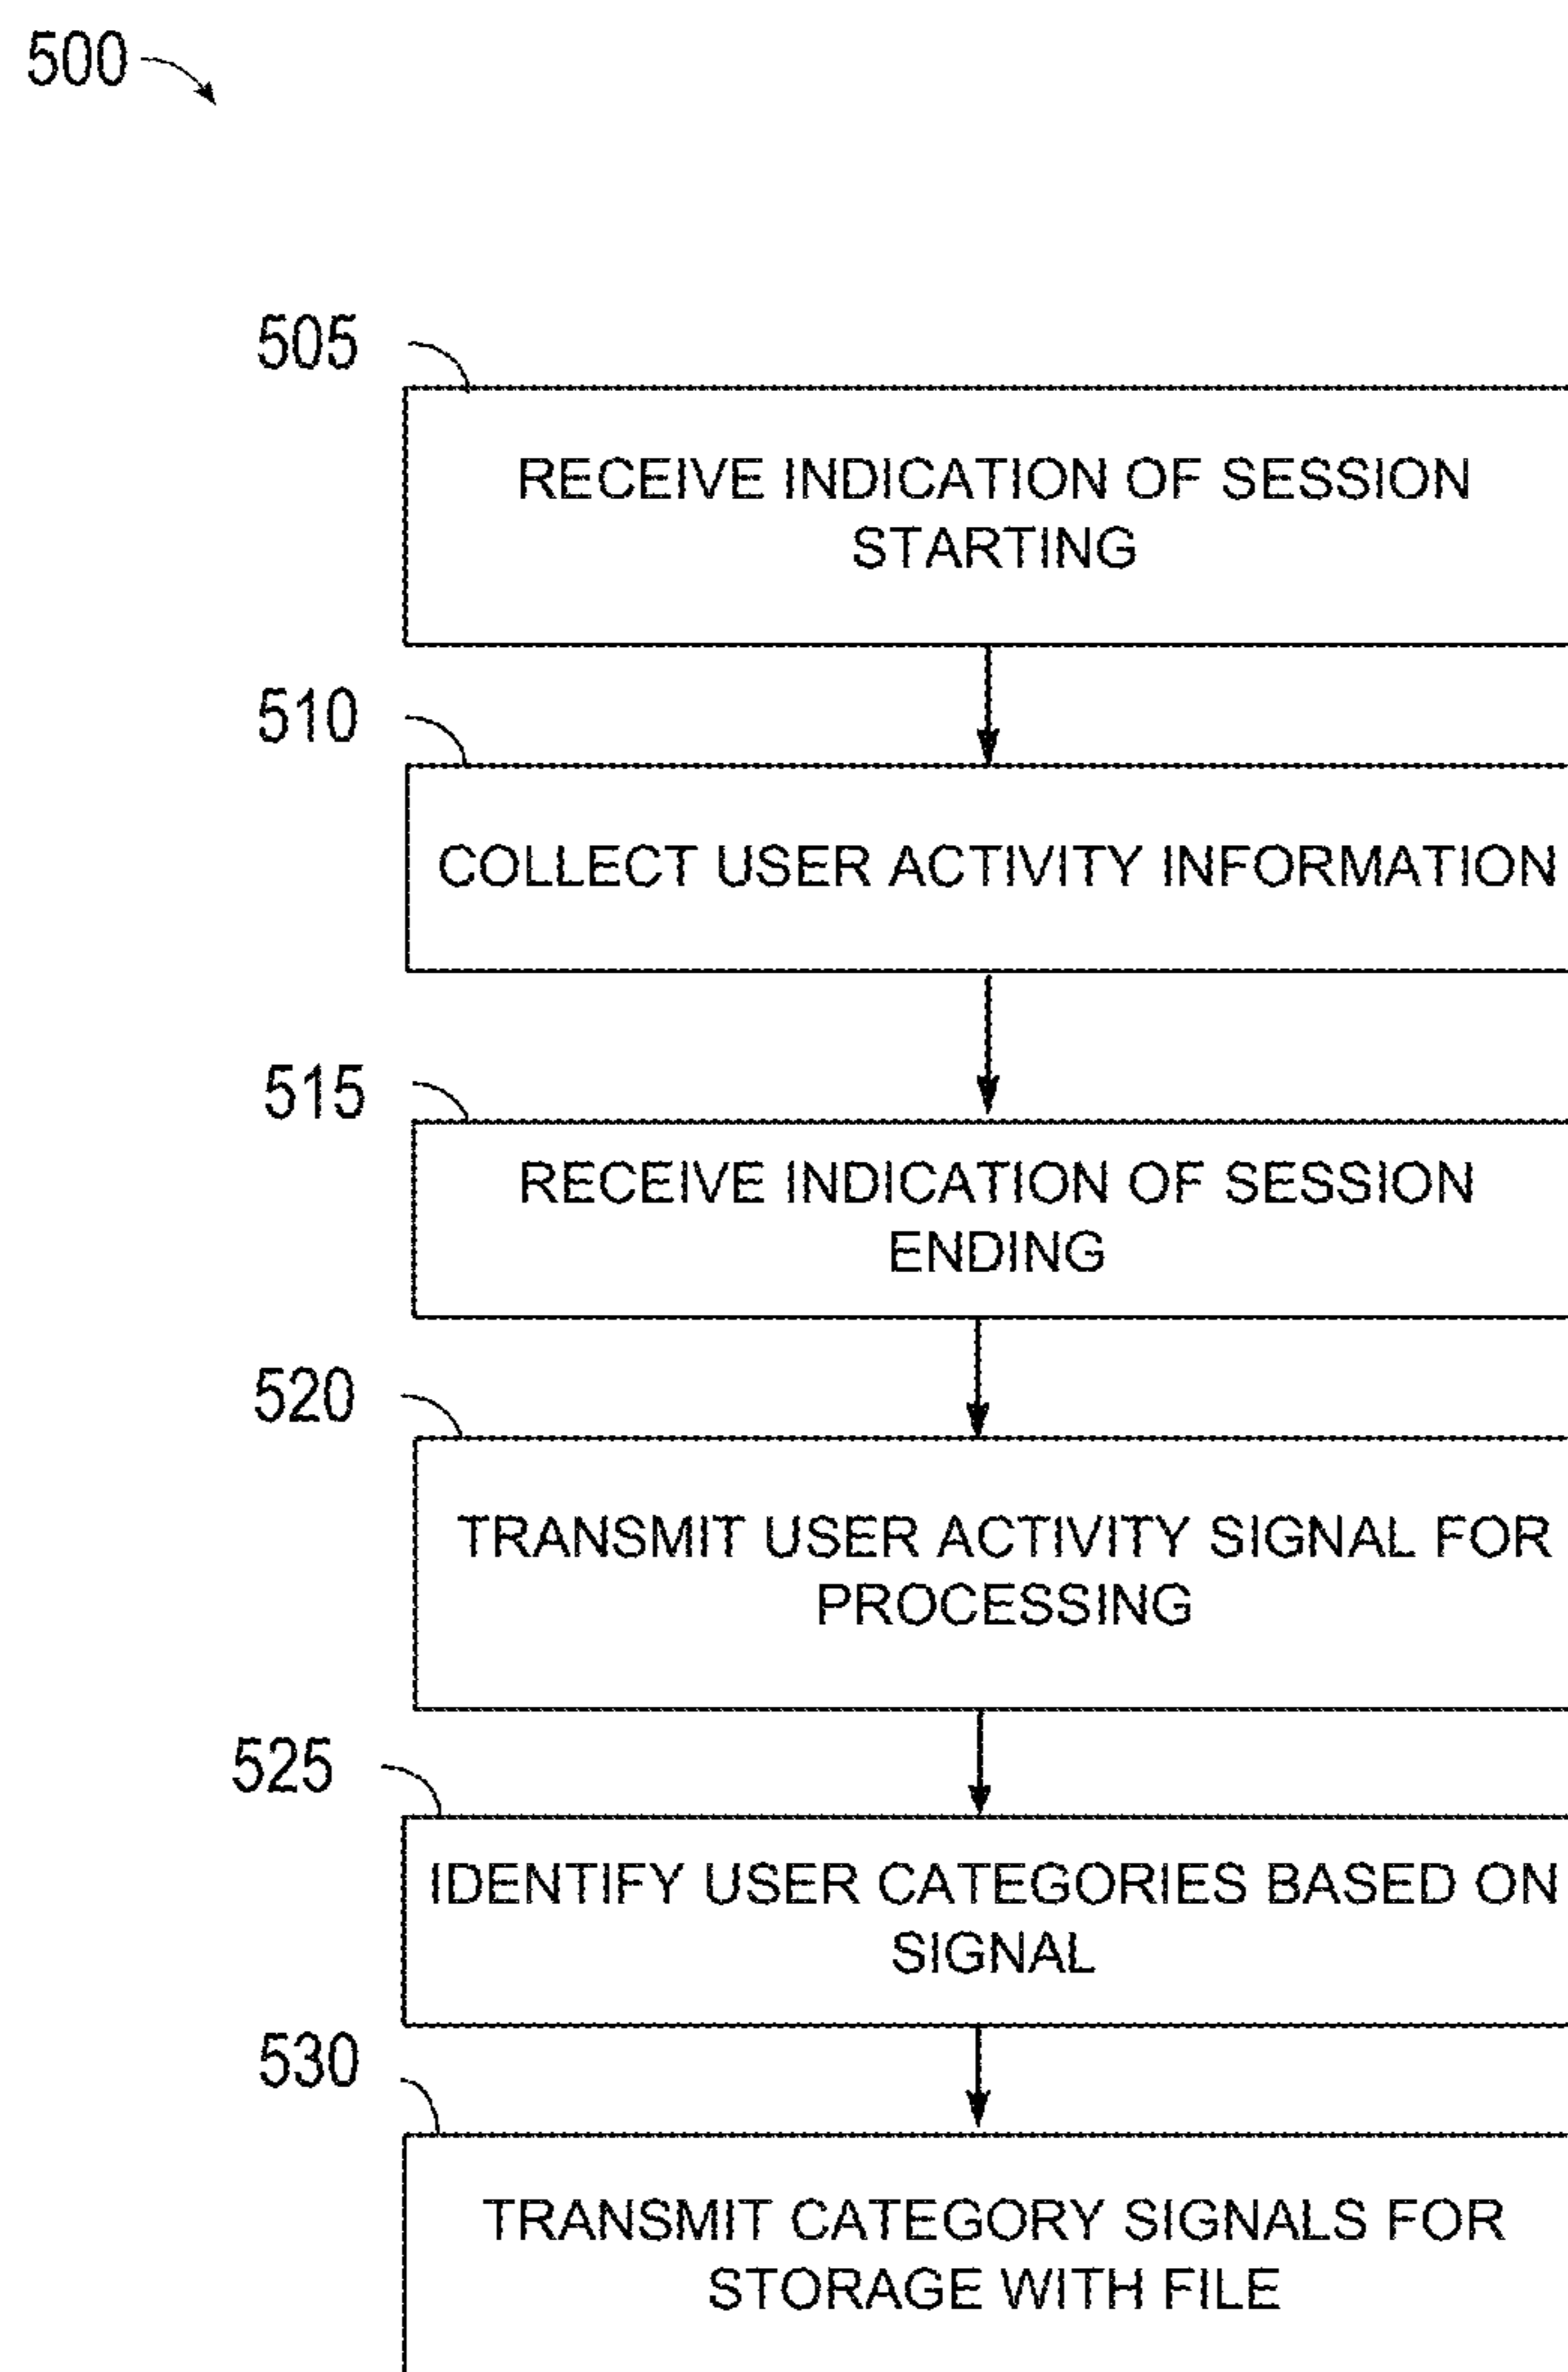 500
505
RECEIVE INDICATION OF SESSION
STARTING
510
COLLECT USER ACTIVITY INFORMATION
515
RECEIVE INDICATION OF SESSION
ENDING
520
TRANSMIT USER ACTIVITY SIGNAL FOR
PROCESSING
525
IDENTIFY USER CATEGORIES BASED ON
SIGNAL
530
TRANSMIT CATEGORY SIGNALS FOR
STORAGE WITH FILE